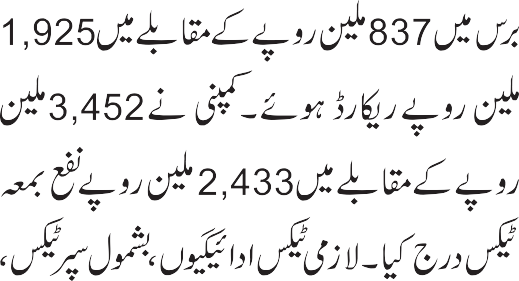 برس میں 837 ملین روپے کے مقابلے میں 1,925
ملین روپے ریکارڈ ہوئے۔ کمپنی نے 3,452 ملین
روپے کے مقابلے میں 2,433 ملین روپے نفع بمعہ
ٹیکس درج کیا۔ لازمی ٹیکس ادائیگیوں، بشمول سپر ٹیکس،